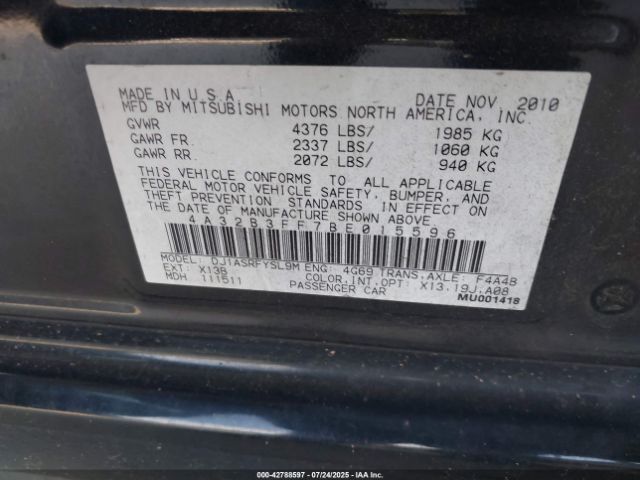 MADE IN U.S.A. DATE NOV. 2010
MFD BY MITSUBISHI MOTORS NORTH AMERICA, INC.
GVWR 4376 LBS/ 1985 KG
GAWR FR. 2337 LBS/ 1060 KG
GAWR RR. 2072 LBS/ 940 KG
THIS VEHICLE CONFORMS TO ALL APPLICABLE
FEDERAL MOTOR VEHICLE SAFETY, BUMPER, AND
THEFT PREVENTION STANDARDS IN EFFECT ON
THE DATE OF MANUFACTURE SHOWN ABOVE
4A32B3FF7BE015596
MODEL: DJ1ASRFYSL9M ENG: 4G69 TRANS,AXLE: F4A4B
EXT: X13B COLOR,INT,OPT: X13,19J,A08
MDH 111511 PASSENGER CAR MU001418
000-42788597 07/24/2025 IAA, INC.